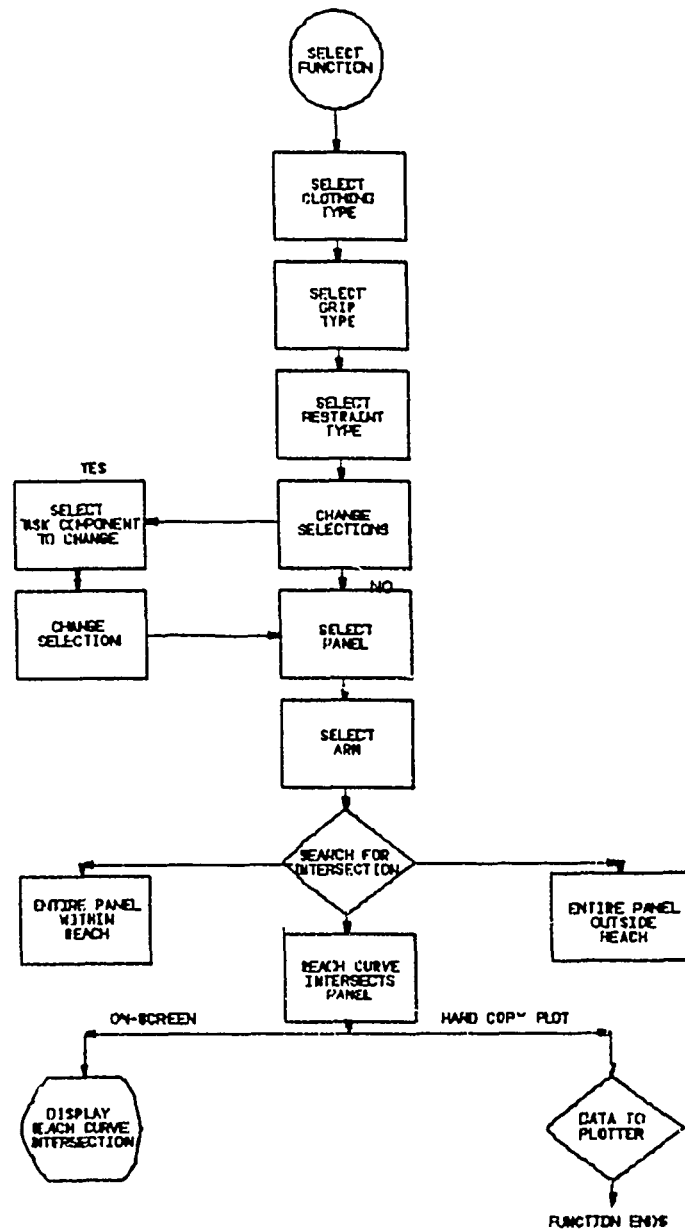 SELECT
FUNCTION
SELECT
CLOTHING
TYPE
SELECT
GRIP
TYPE
SELECT
RESTRAINT
TYPE
YES
SELECT
TASK COMPONENT
TO CHANGE
CHANGE
SELECTIONS
NO
CHANGE
SELECTION
SELECT
PANEL
SELECT
ARM
SEARCH FOR
INTERSECTION
ENTIRE PANEL
WITHIN
REACH
ENTIRE PANEL
OUTSIDE
REACH
REACH CURVE
INTERSECTS
PANEL
ON-SCREEN
HARD COPY PLOT
DISPLAY
REACH CURVE
INTERSECTION
DATA TO
PLOTTER
FUNCTION ENDS